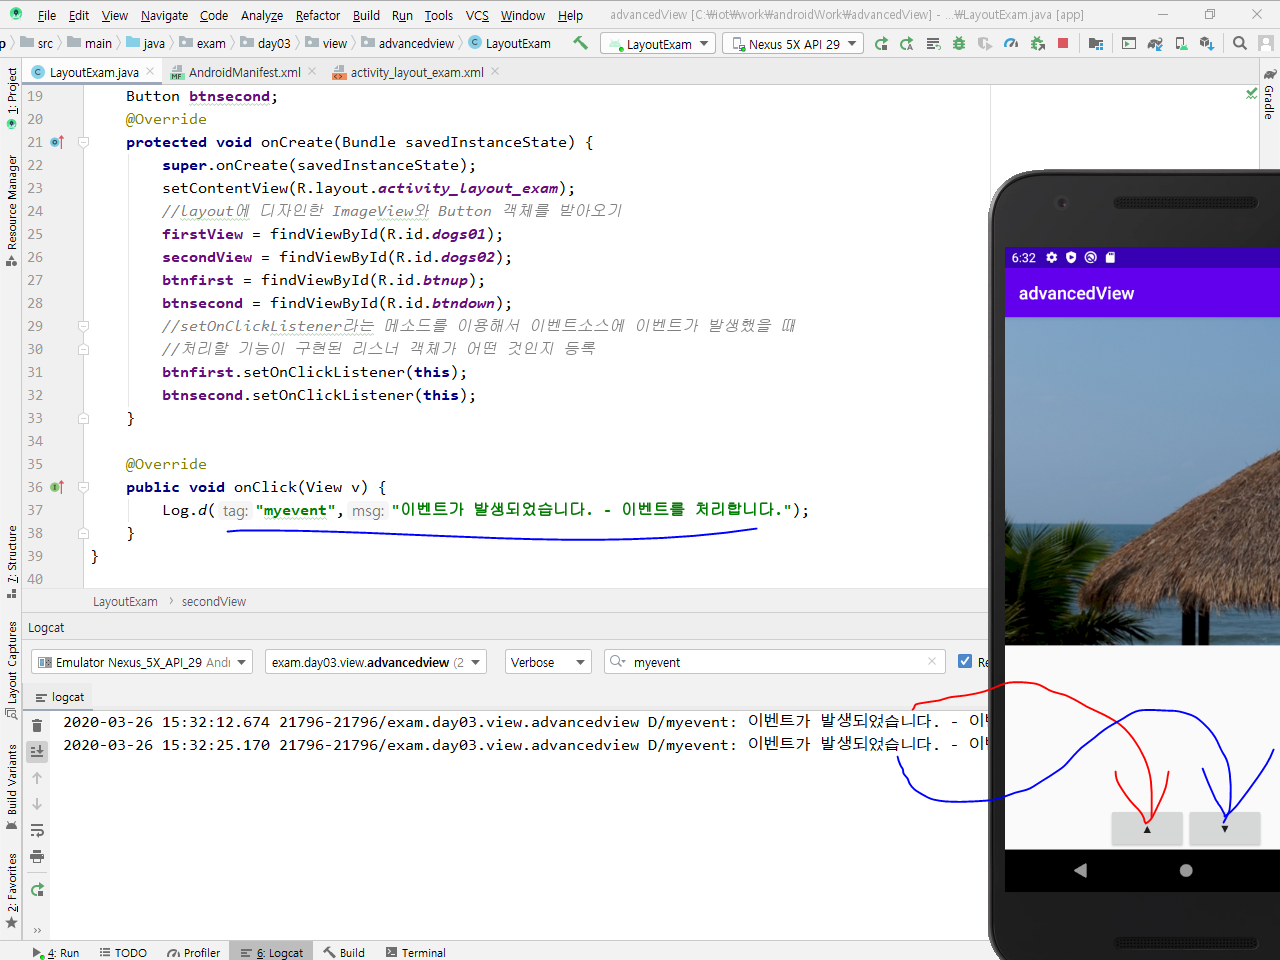 File Edit View Navigate Code Analyze Refactor Build Run Tools VCS Window Help advancedView [C:₩iot₩work₩androidWork₩advancedView] - ...₩LayoutExam.java [app]
p src main java exam day03 view advancedview LayoutExam LayoutExam Nexus 5X API 29
LayoutExam.java AndroidManifest.xml activity_layout_exam.xml
1: Project
Resource Manager
7: Structure
Layout Captures
Build Variants
2: Favorites
Gradle
19 Button btnsecond;
20 @Override
21 protected void onCreate(Bundle savedInstanceState) {
22 super.onCreate(savedInstanceState);
23 setContentView(R.layout.activity_layout_exam);
24 //layout에 디자인한 ImageView와 Button 객체를 받아오기
25 firstView = findViewById(R.id.dogs01);
26 secondView = findViewById(R.id.dogs02);
27 btnfirst = findViewById(R.id.btnup);
28 btnsecond = findViewById(R.id.btndown);
29 //setOnClickListener라는 메소드를 이용해서 이벤트소스에 이벤트가 발생했을 때
30 //처리할 기능이 구현된 리스너 객체가 어떤 것인지 등록
31 btnfirst.setOnClickListener(this);
32 btnsecond.setOnClickListener(this);
33 }
34
35 @Override
36 public void onClick(View v) {
37 Log.d( tag: "myevent", msg: "이벤트가 발생되었습니다. - 이벤트를 처리합니다.");
38 }
39 }
40
LayoutExam secondView
Logcat
Emulator Nexus_5X_API_29 Andr exam.day03.view.advancedview (2 Verbose myevent Re
logcat
2020-03-26 15:32:12.674 21796-21796/exam.day03.view.advancedview D/myevent: 이벤트가 발생되었습니다. - 이벤
2020-03-26 15:32:25.170 21796-21796/exam.day03.view.advancedview D/myevent: 이벤트가 발생되었습니다. - 이벤
4: Run TODO Profiler 6: Logcat Build Terminal
6:32
advancedView
▲ ▼